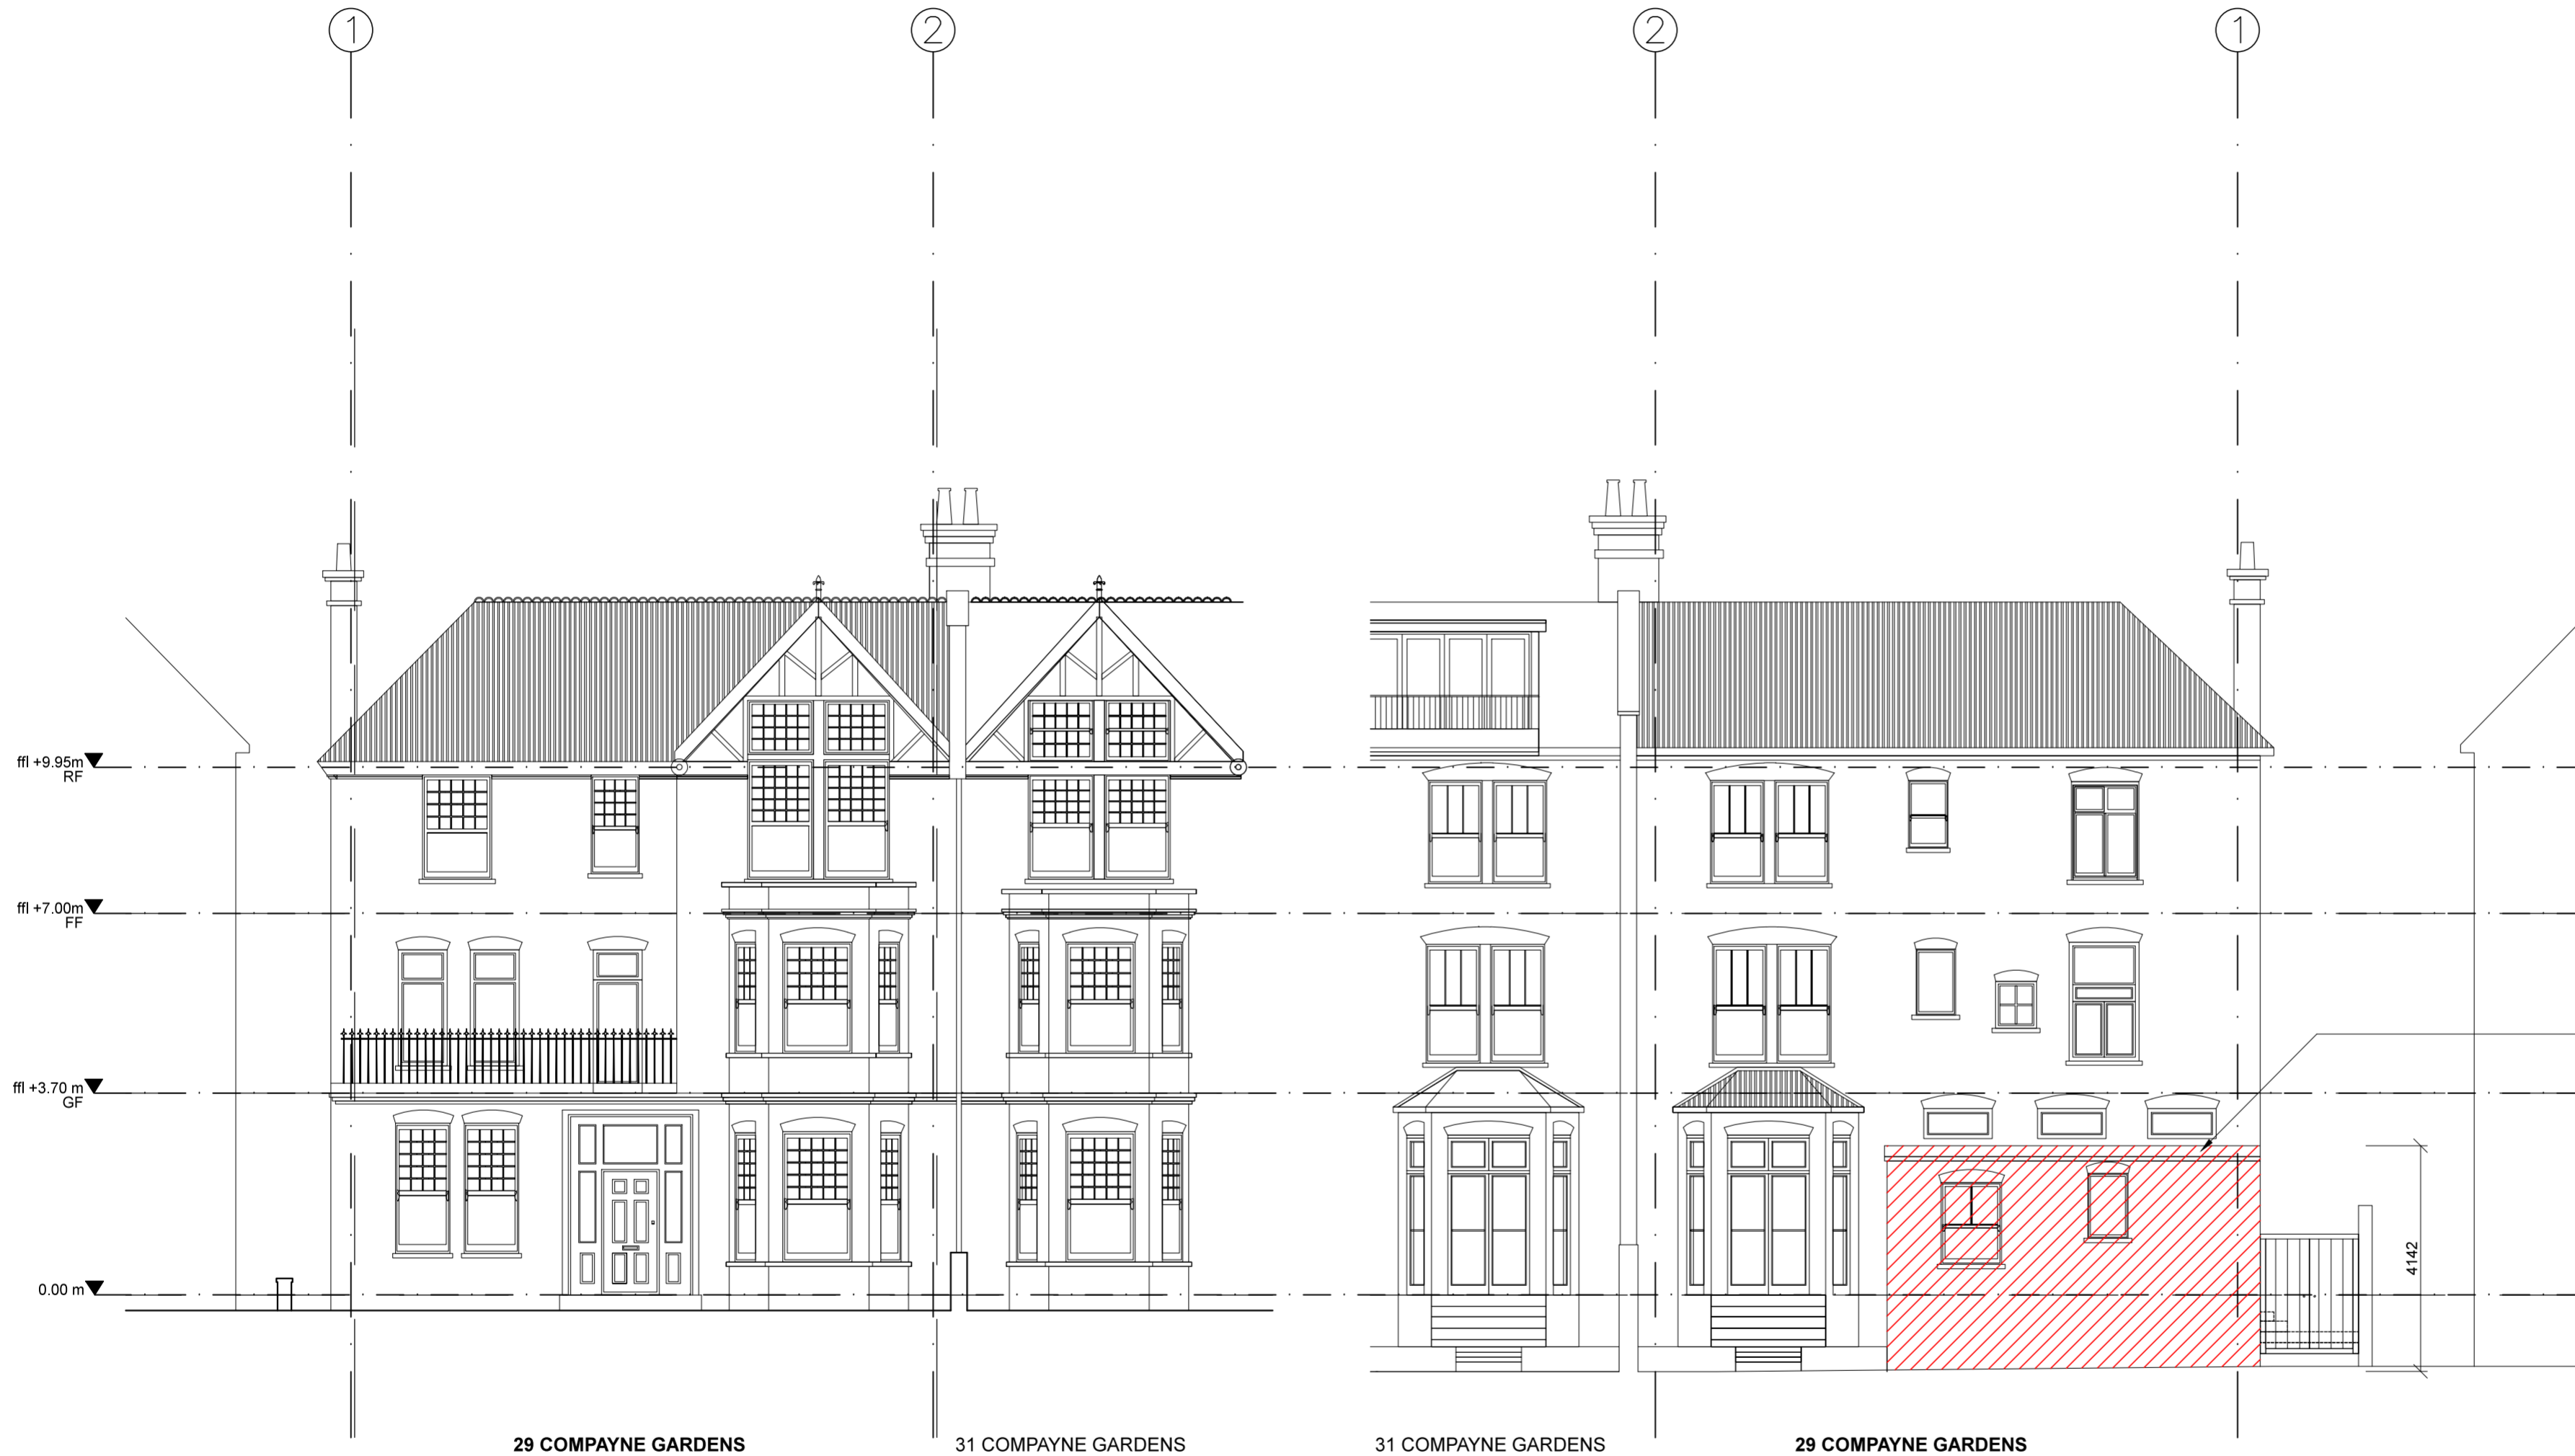 1
2
2
1
ffl +9.95m
RF
ffl +7.00m
FF
ffl +3.70 m
GF
0.00 m
4142
29 COMPAYNE GARDENS
31 COMPAYNE GARDENS
31 COMPAYNE GARDENS
29 COMPAYNE GARDENS